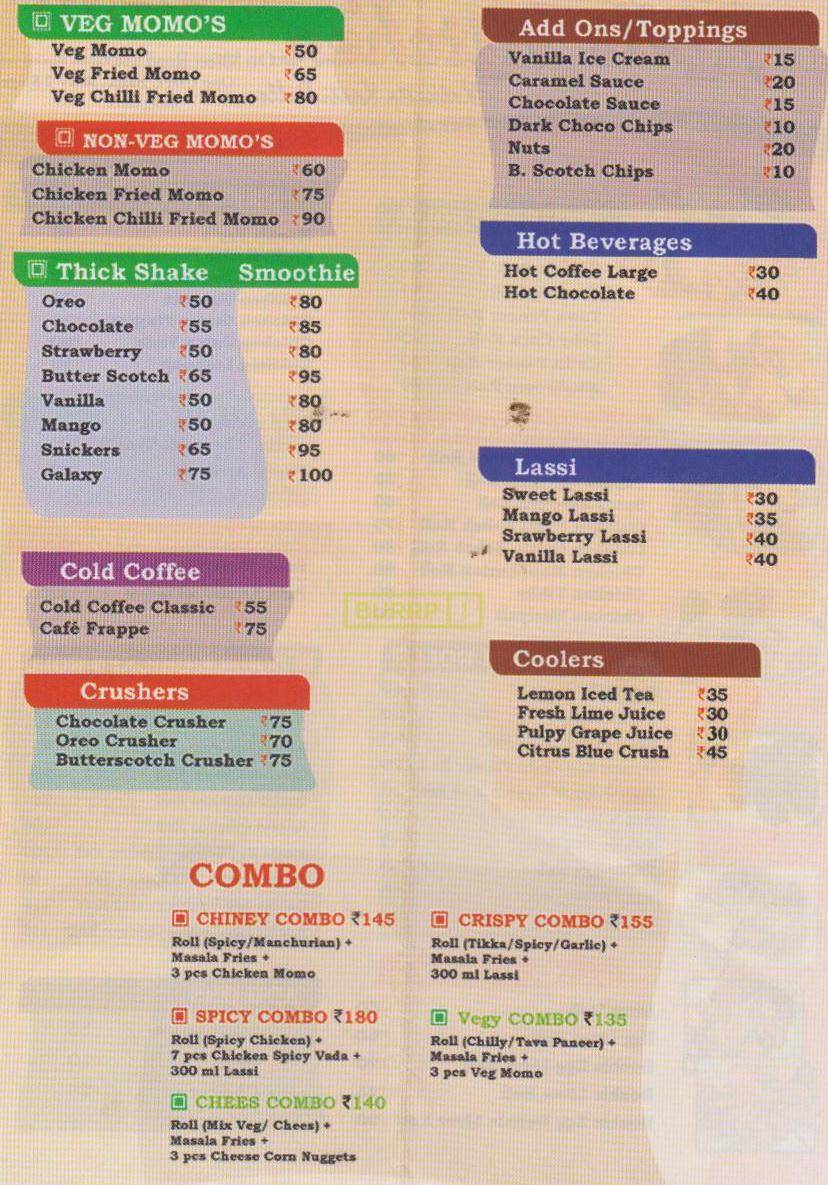 VEG MOMO'S
Veg Momo ₹50
Veg Fried Momo ₹65
Veg Chilli Fried Momo ₹80
NON-VEG MOMO'S
Chicken Momo ₹60
Chicken Fried Momo ₹75
Chicken Chilli Fried Momo ₹90
Thick Shake Smoothie
Oreo ₹50 ₹80
Chocolate ₹55 ₹85
Strawberry ₹50 ₹80
Butter Scotch ₹65 ₹95
Vanilla ₹50 ₹80
Mango ₹50 ₹80
Snickers ₹65 ₹95
Galaxy ₹75 ₹100
Cold Coffee
Cold Coffee Classic ₹55
Café Frappe ₹75
Crushers
Chocolate Crusher ₹75
Oreo Crusher ₹70
Butterscotch Crusher ₹75
Add Ons/Toppings
Vanilla Ice Cream ₹15
Caramel Sauce ₹20
Chocolate Sauce ₹15
Dark Choco Chips ₹10
Nuts ₹20
B. Scotch Chips ₹10
Hot Beverages
Hot Coffee Large ₹30
Hot Chocolate ₹40
Lassi
Sweet Lassi ₹30
Mango Lassi ₹35
Srawberry Lassi ₹40
Vanilla Lassi ₹40
BURRP!
Coolers
Lemon Iced Tea ₹35
Fresh Lime Juice ₹30
Pulpy Grape Juice ₹30
Citrus Blue Crush ₹45
COMBO
CHINEY COMBO ₹145
Roll (Spicy/Manchurian) +
Masala Fries +
3 pcs Chicken Momo
SPICY COMBO ₹180
Roll (Spicy Chicken) +
7 pcs Chicken Spicy Vada +
300 ml Lassi
CHEES COMBO ₹140
Roll (Mix Veg/ Chees) +
Masala Fries +
3 pcs Cheese Corn Nuggets
CRISPY COMBO ₹155
Roll (Tikka/Spicy/Garlic) +
Masala Fries +
300 ml Lassi
Vegy COMBO ₹135
Roll (Chilly/Tava Paneer) +
Masala Fries +
3 pcs Veg Momo